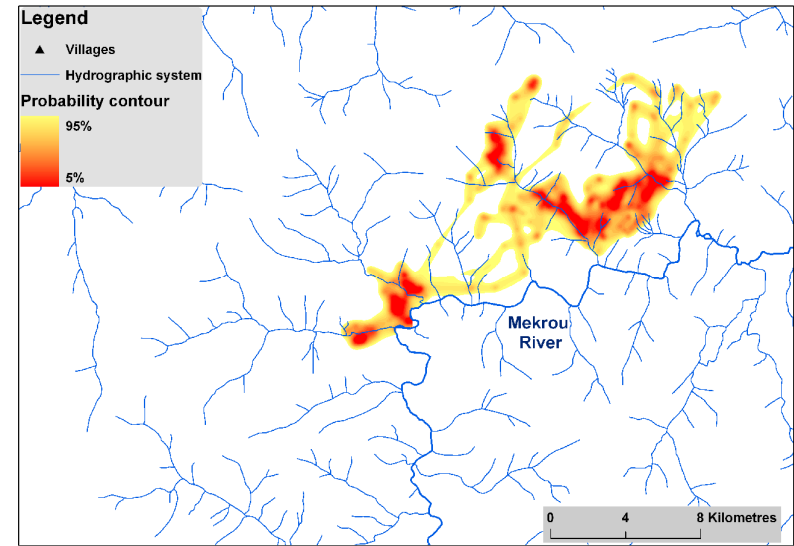 Legend
Villages
Hydrographic system
Probability contour
95%
5%
Mekrou
River
0 4 8 Kilometres